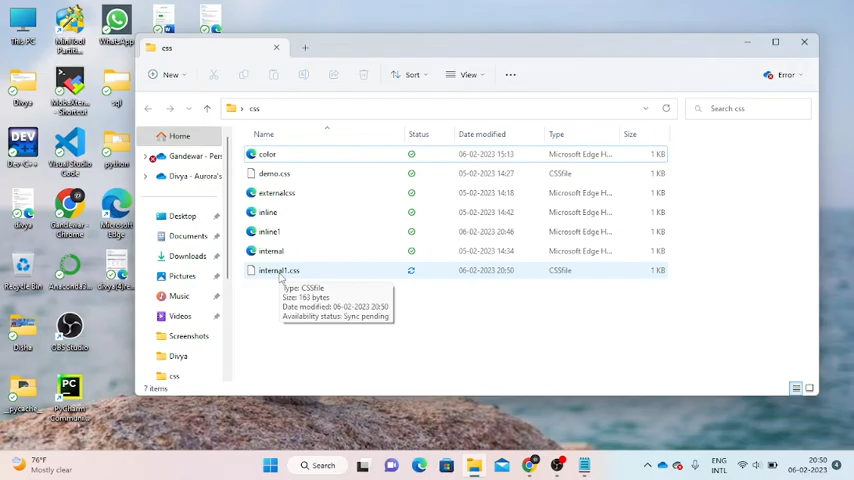 This PC
MiniTool
Partiti...
WhatsApp
Divya
MobaXter...
- Shortcut
sql
Dev C++
Visual Studio
Code
python
divya
Gandewar -
Chrome
Microsoft
Edge
Recycle Bin
Anaconda3...
divya(4)re...
Disha
OBS Studio
__pycache__
PyCharm
Communi...
css
New
Sort
View
Error
css
Search css
Name
Status
Date modified
Type
Size
Home
Gandewar - Pers
Divya - Aurora's
Desktop
Documents
Downloads
Pictures
Music
Videos
Screenshots
Divya
css
color 06-02-2023 15:13 Microsoft Edge H... 1 KB
demo.css 05-02-2023 14:27 CSSfile 1 KB
externalcss 05-02-2023 14:18 Microsoft Edge H... 1 KB
inline 05-02-2023 14:42 Microsoft Edge H... 1 KB
inline1 06-02-2023 20:46 Microsoft Edge H... 1 KB
internal 05-02-2023 14:34 Microsoft Edge H... 1 KB
internal1.css 06-02-2023 20:50 CSSfile 1 KB
Type: CSSfile
Size: 163 bytes
Date modified: 06-02-2023 20:50
Availability status: Sync pending
7 items
76°F
Mostly clear
Search
ENG
INTL
20:50
06-02-2023
4